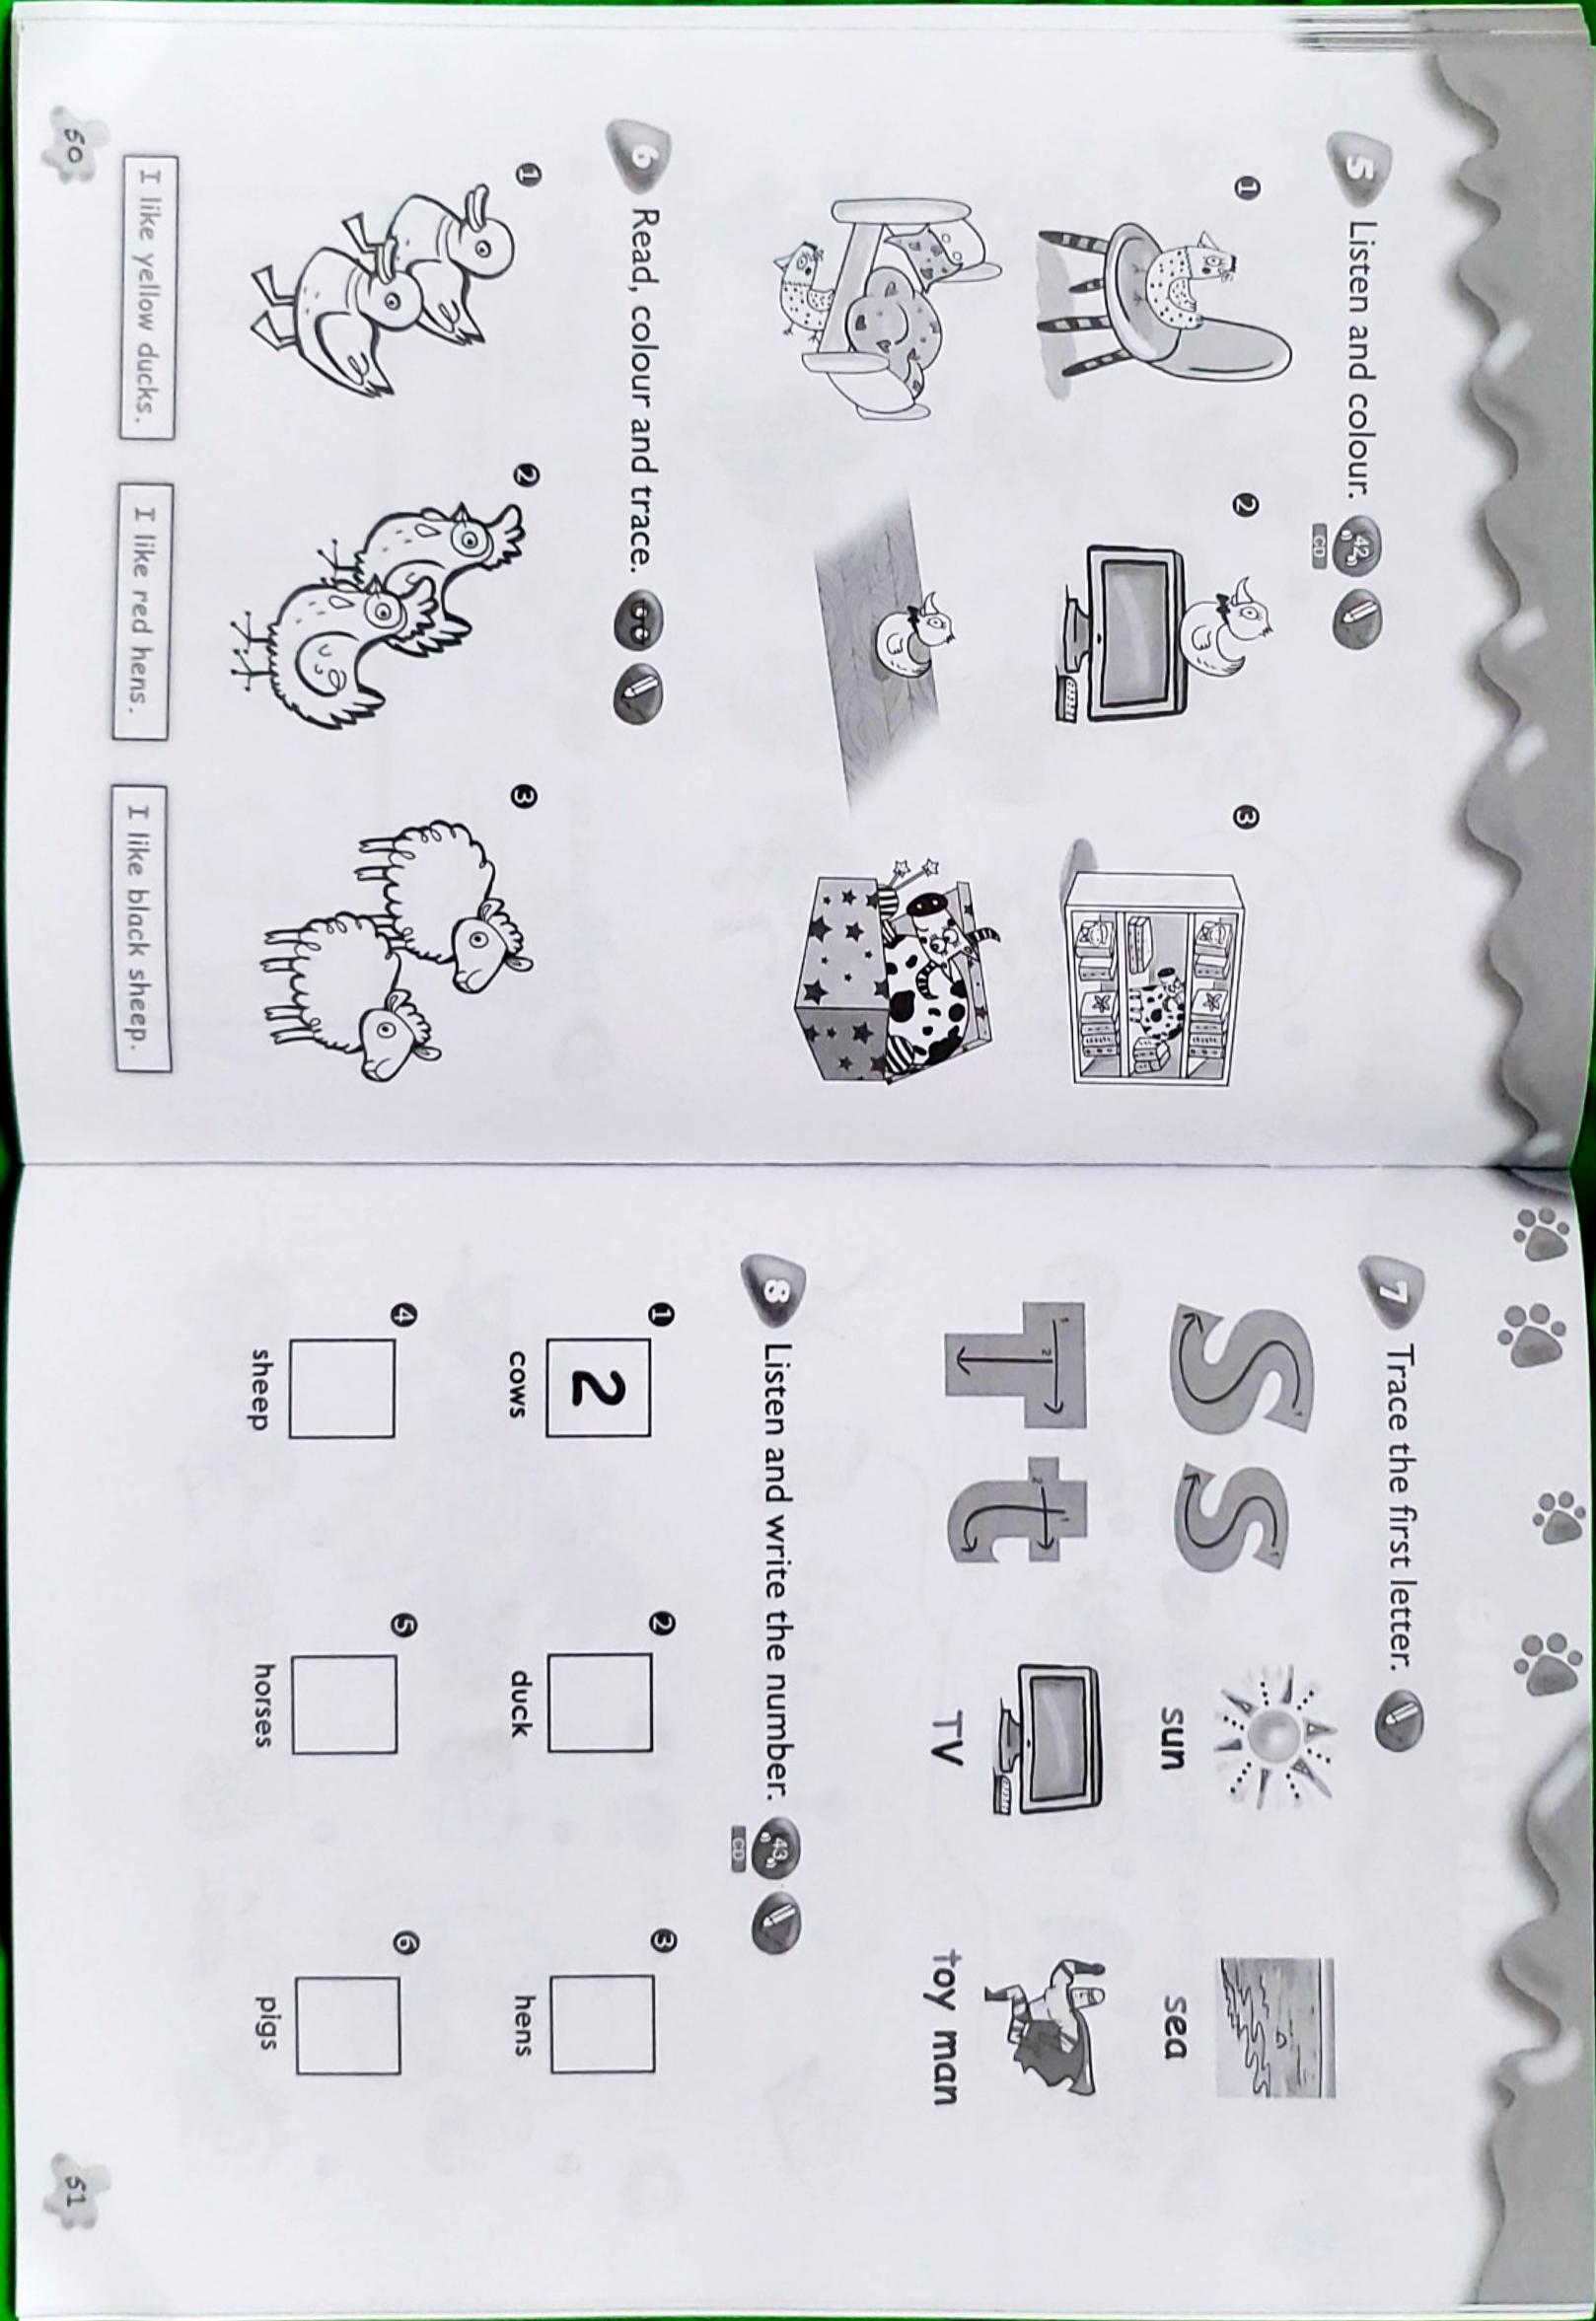 5 Listen and colour. 42
CD
1 2 3
6 Read, colour and trace.
1 2 3
I like yellow ducks. I like red hens. I like black sheep.
50
7 Trace the first letter.
S s
sun sea
T t
TV toy man
8 Listen and write the number. 43
CD
1 2 3
2
cows duck hens
4 5 6
sheep horses pigs
51